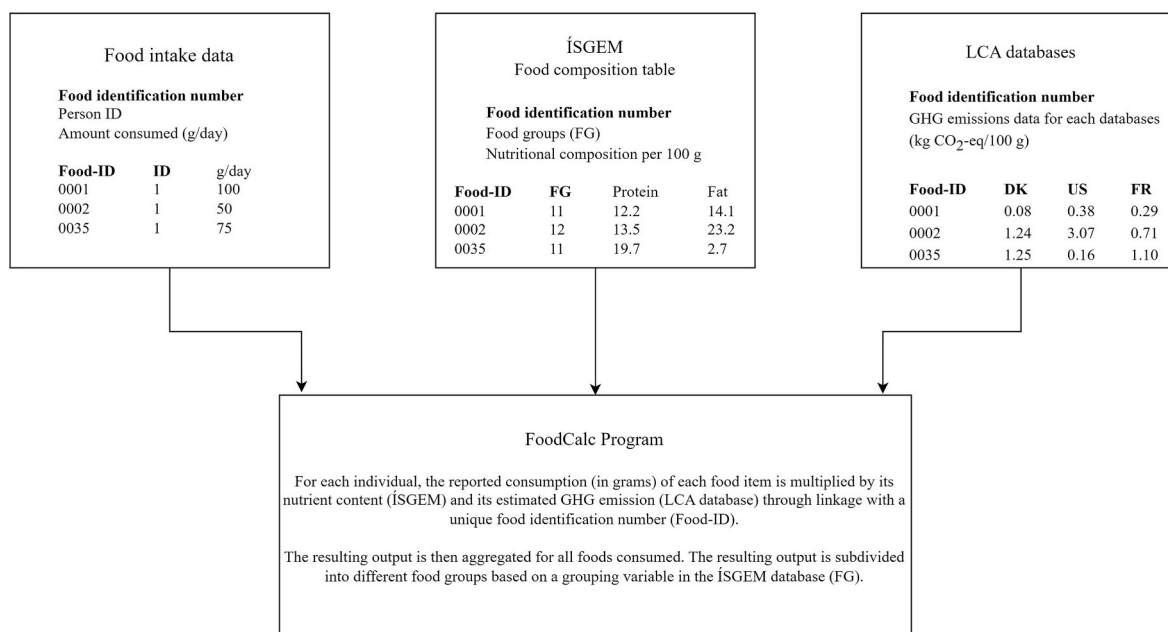 Food intake data
Food identification number
Person ID
Amount consumed (g/day)
Food-ID ID g/day
0001 1 100
0002 1 50
0035 1 75
ÍSGEM
Food composition table
Food identification number
Food groups (FG)
Nutritional composition per 100 g
Food-ID FG Protein Fat
0001 11 12.2 14.1
0002 12 13.5 23.2
0035 11 19.7 2.7
LCA databases
Food identification number
GHG emissions data for each databases
(kg CO2-eq/100 g)
Food-ID DK US FR
0001 0.08 0.38 0.29
0002 1.24 3.07 0.71
0035 1.25 0.16 1.10
FoodCalc Program
For each individual, the reported consumption (in grams) of each food item is multiplied by its
nutrient content (ÍSGEM) and its estimated GHG emission (LCA database) through linkage with a
unique food identification number (Food-ID).
The resulting output is then aggregated for all foods consumed. The resulting output is subdivided
into different food groups based on a grouping variable in the ÍSGEM database (FG).